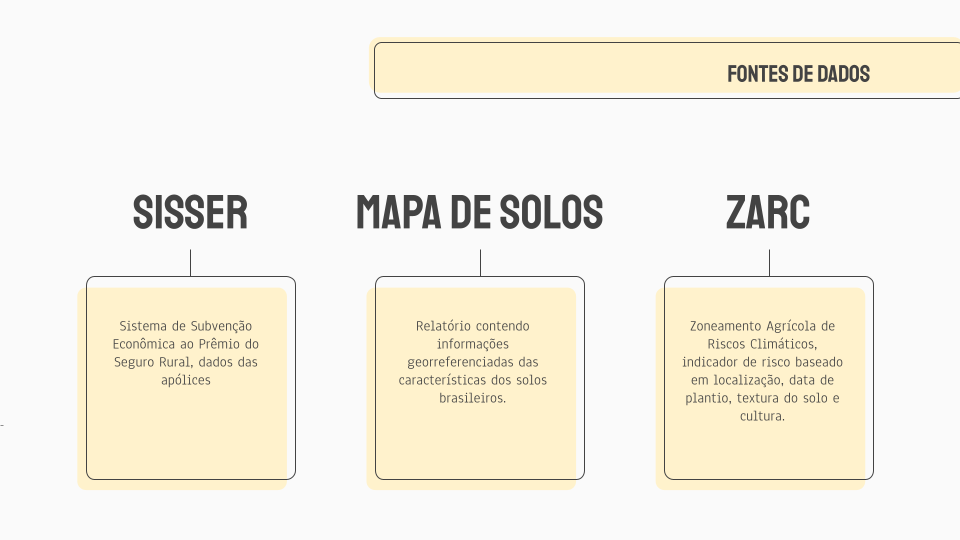 FONTES DE DADOS
SISSER
MAPA DE SOLOS
ZARC
Sistema de Subvenção
Econômica ao Prêmio do
Seguro Rural, dados das
apólices
Relatório contendo
informações
georreferenciadas das
características dos solos
brasileiros.
Zoneamento Agrícola de
Riscos Climáticos,
indicador de risco baseado
em localização, data de
plantio, textura do solo e
cultura.